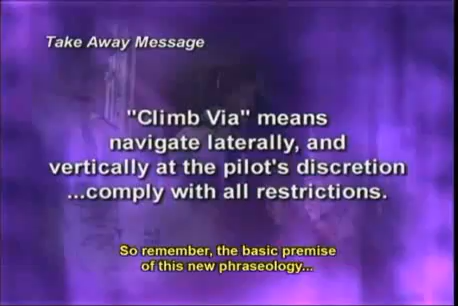 Take Away Message
"Climb Via" means
navigate laterally, and
vertically at the pilot's discretion
...comply with all restrictions.
So remember, the basic premise
of this new phraseology...